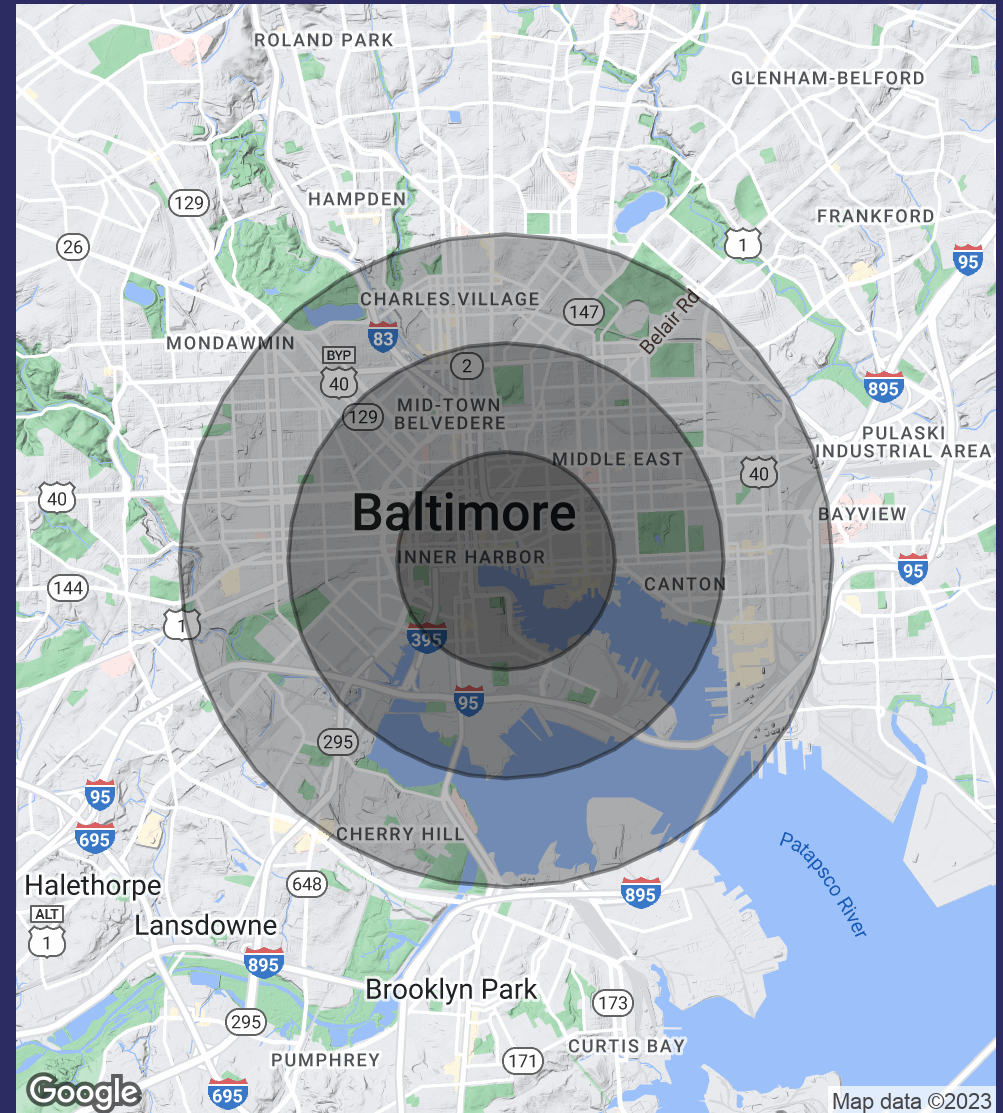 ROLAND PARK
GLENHAM-BELFORD
129
HAMPDEN
FRANKFORD
26
1
95
CHARLES VILLAGE
147
Belair Rd
83
MONDAWMIN
BYP
40
2
895
129
MID-TOWN
BELVEDERE
PULASKI
INDUSTRIAL AREA
MIDDLE EAST
40
40
Baltimore
BAYVIEW
INNER HARBOR
95
144
CANTON
1
395
95
295
95
695
CHERRY HILL
Patapsco River
Halethorpe
648
895
ALT
1
Lansdowne
895
Brooklyn Park
173
295
CURTIS BAY
PUMPHREY
171
Google
695
Map data ©2023